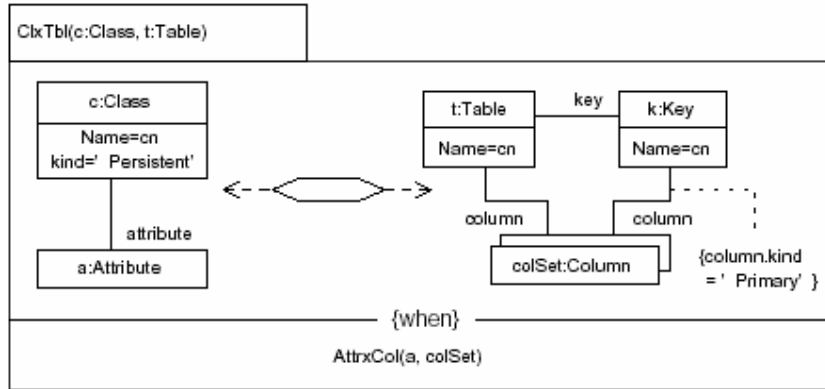 ClxTbl(c:Class, t:Table)
c:Class
Name=cn
kind=' Persistent'
attribute
a:Attribute
t:Table
key
k:Key
Name=cn
Name=cn
column
column
colSet:Column
{column.kind
= ' Primary' }
{when}
AttrxCol(a, colSet)